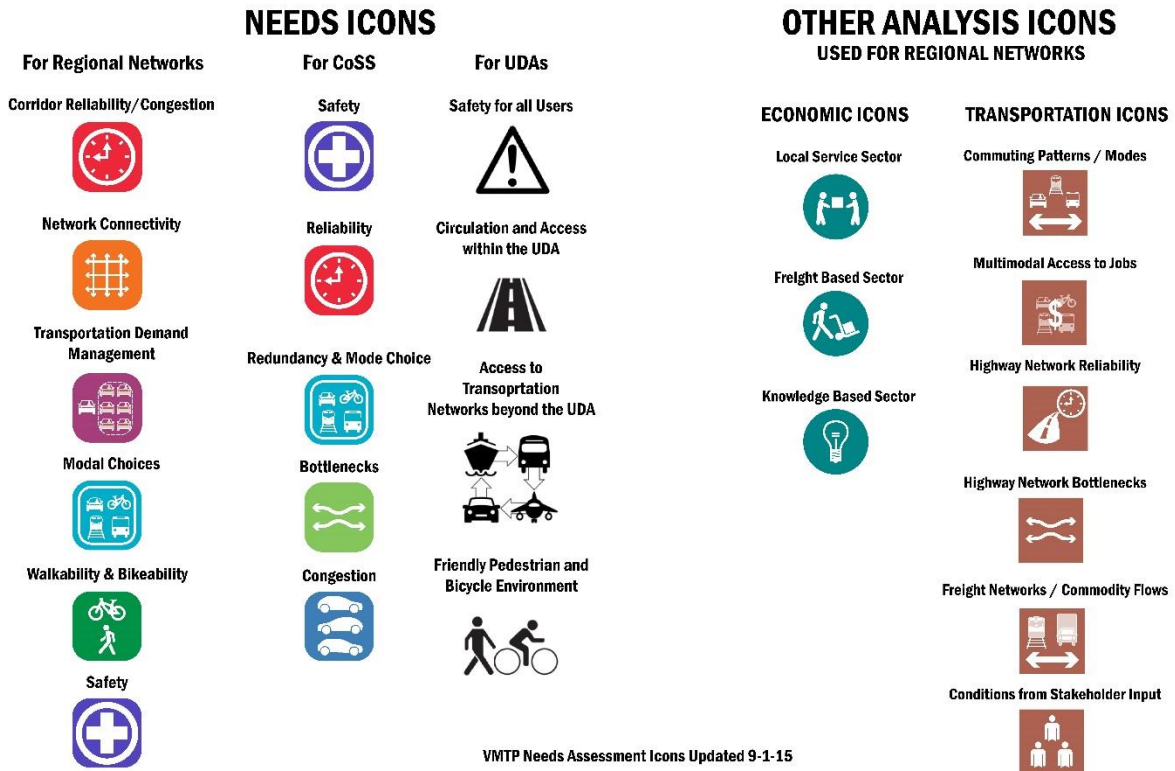 NEEDS ICONS
For Regional Networks
Corridor Reliability/Congestion
Network Connectivity
Transportation Demand
Management
Modal Choices
Walkability & Bikeability
Safety
For CoSS
Safety
Reliability
Redundancy & Mode Choice
Bottlenecks
Congestion
For UDAs
Safety for all Users
Circulation and Access
within the UDA
Access to
Transoprtation
Networks beyond the UDA
Friendly Pedestrian and
Bicycle Environment
OTHER ANALYSIS ICONS
USED FOR REGIONAL NETWORKS
ECONOMIC ICONS
Local Service Sector
Freight Based Sector
Knowledge Based Sector
TRANSPORTATION ICONS
Commuting Patterns / Modes
Multimodal Access to Jobs
$
Highway Network Reliability
Highway Network Bottlenecks
Freight Networks / Commodity Flows
Conditions from Stakeholder Input
VMTP Needs Assessment Icons Updated 9-1-15